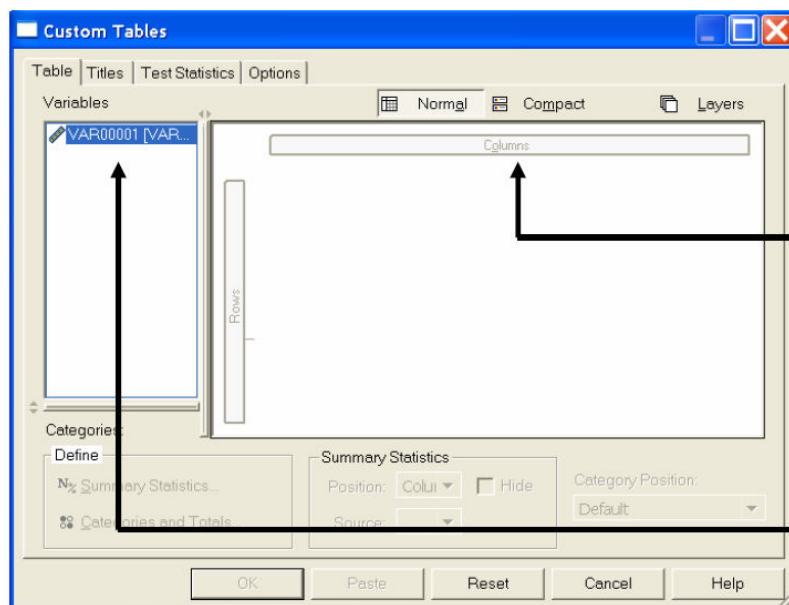 Custom Tables
Table Titles Test Statistics Options
Variables
Normal Compact Layers
VAR00001 [VAR...
Columns
Rows
Categories:
Define
Summary Statistics
N% Summary Statistics...
Position: Colu Hide
Category Position:
Default
Categories and Totals...
Source:
OK Paste Reset Cancel Help